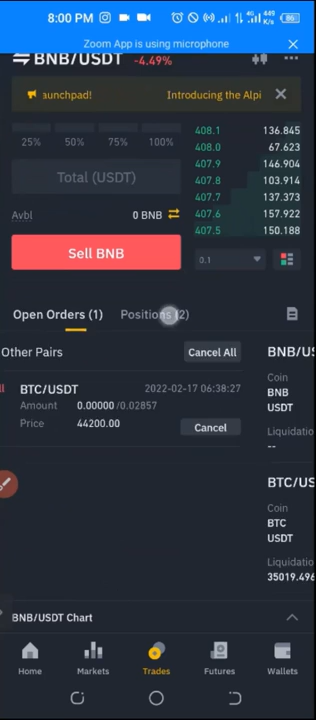 8:00 PM
449 K/s
86
Zoom App is using microphone
BNB/USDT -4.49%
aunchpad! Introducing the Alpi
25% 50% 75% 100%
Total (USDT)
Avbl 0 BNB
Sell BNB
408.1 136.845
408.0 67.623
407.9 146.904
407.8 103.914
407.7 137.373
407.6 157.922
407.5 150.188
0.1
Open Orders (1) Positions (2)
Other Pairs Cancel All
BTC/USDT 2022-02-17 06:38:27
Amount 0.00000 /0.02857
Price 44200.00 Cancel
BNB/US
Coin
BNB
USDT
Liquidatio
--
BTC/US
Coin
BTC
USDT
Liquidatio
35019.496
BNB/USDT Chart
Home Markets Trades Futures Wallets